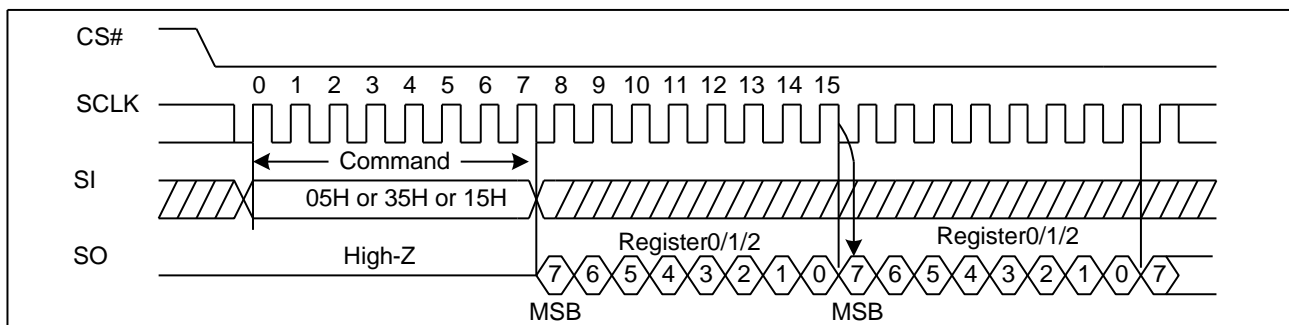 CS#
0 1 2 3 4 5 6 7 8 9 10 11 12 13 14 15
SCLK
Command
SI
05H or 35H or 15H
Register0/1/2 Register0/1/2
SO
High-Z
7 6 5 4 3 2 1 0 7 6 5 4 3 2 1 0 7
MSB MSB